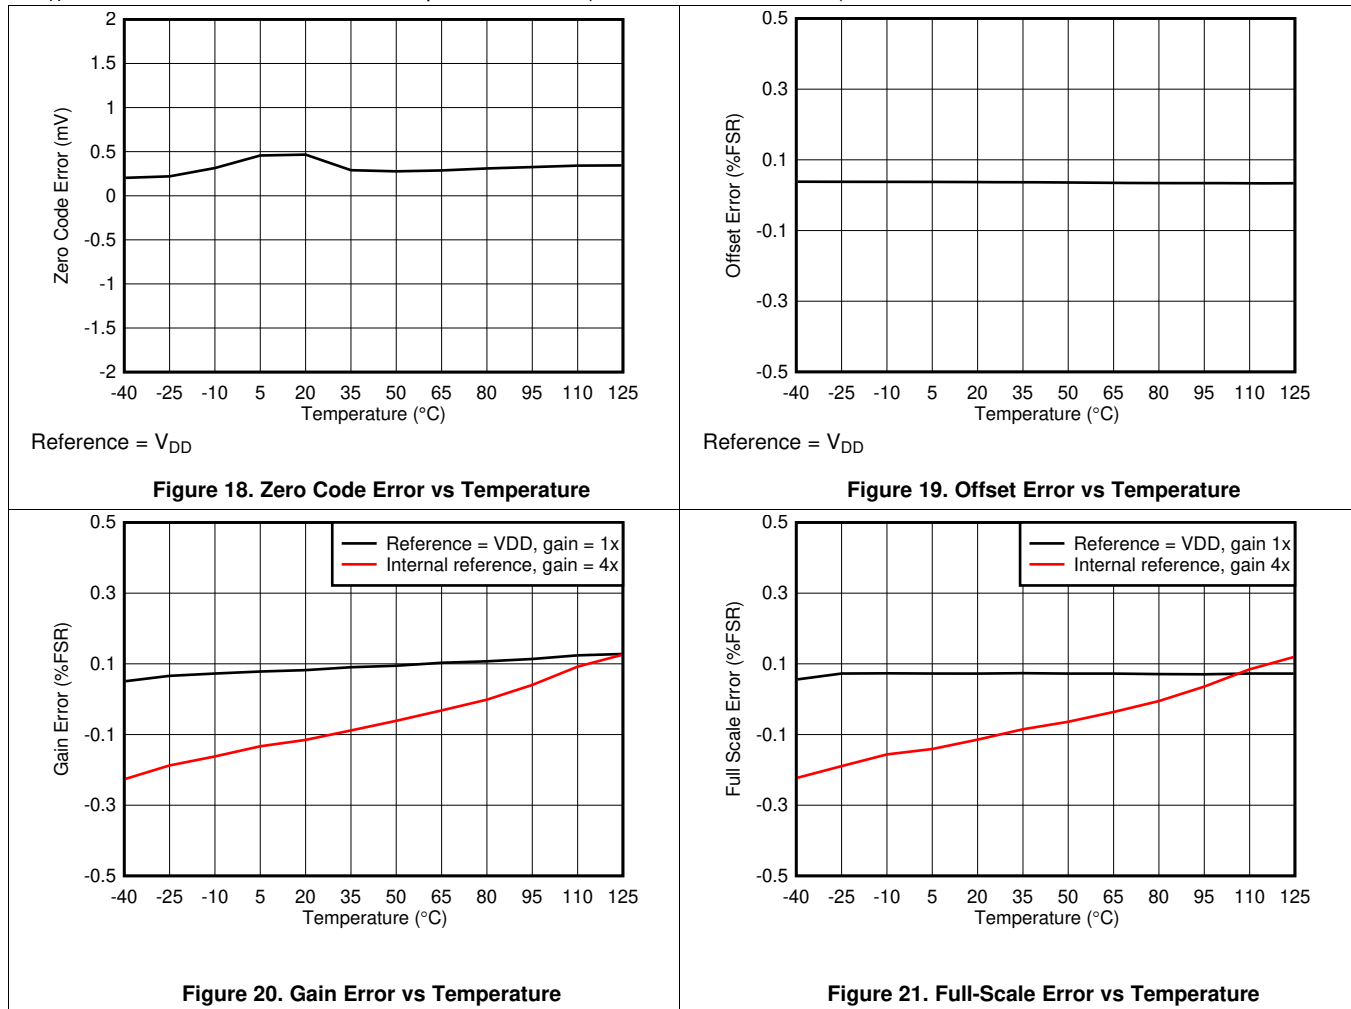 2
1.5
1
0.5
0
-0.5
-1
-1.5
-2
Zero Code Error (mV)
-40 -25 -10 5 20 35 50 65 80 95 110 125
Temperature (°C)
Reference = VDD
Figure 18. Zero Code Error vs Temperature
0.5
0.3
0.1
-0.1
-0.3
-0.5
Offset Error (%FSR)
-40 -25 -10 5 20 35 50 65 80 95 110 125
Temperature (°C)
Reference = VDD
Figure 19. Offset Error vs Temperature
0.5
0.3
0.1
-0.1
-0.3
-0.5
Gain Error (%FSR)
Reference = VDD, gain = 1x
Internal reference, gain = 4x
-40 -25 -10 5 20 35 50 65 80 95 110 125
Temperature (°C)
Figure 20. Gain Error vs Temperature
0.5
0.3
0.1
-0.1
-0.3
-0.5
Full Scale Error (%FSR)
Reference = VDD, gain 1x
Internal reference, gain 4x
-40 -25 -10 5 20 35 50 65 80 95 110 125
Temperature (°C)
Figure 21. Full-Scale Error vs Temperature